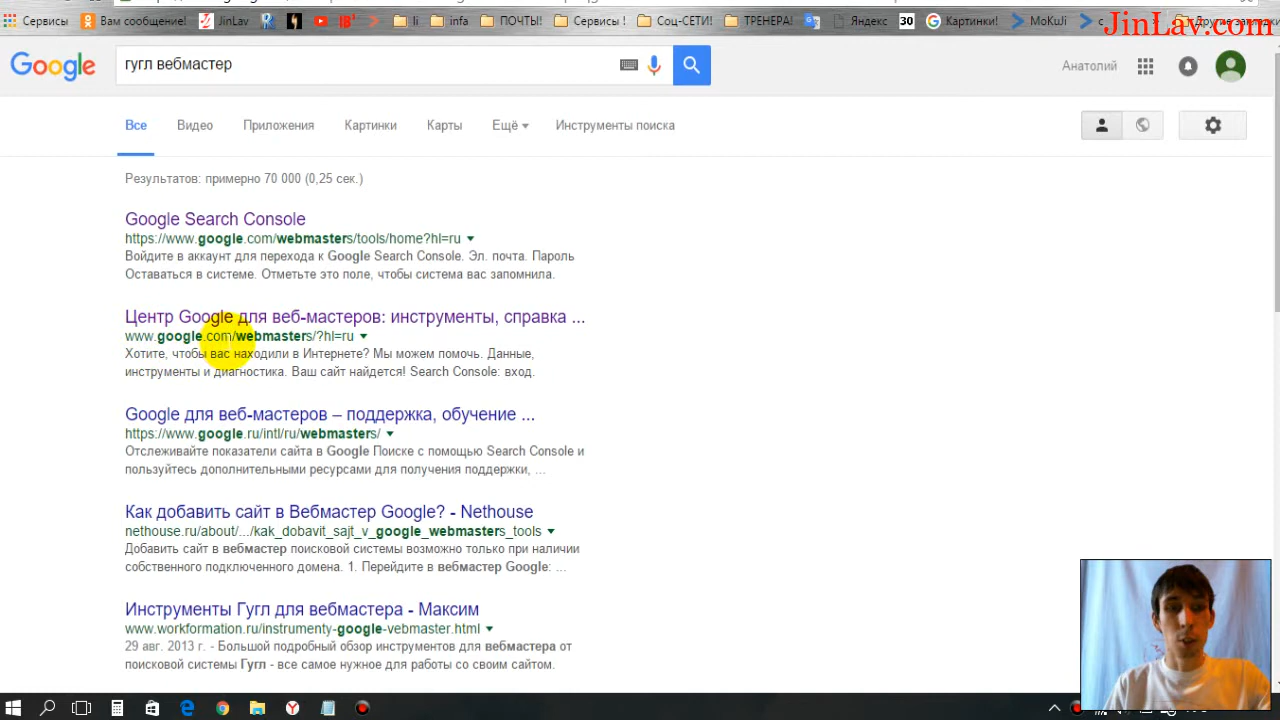 Сервисы Вам сообщение! JinLav li infa ПОЧТЫ! Сервисы ! Соц-СЕТИ! ТРЕНЕРА! Яндекс 30 Картинки! MoKuJi с Другие закладки
JinLav.com
Google гугл вебмастер Анатолий
Все Видео Приложения Картинки Карты Ещё Инструменты поиска
Результатов: примерно 70 000 (0,25 сек.)
Google Search Console
https://www.google.com/webmasters/tools/home?hl=ru
Войдите в аккаунт для перехода к Google Search Console. Эл. почта. Пароль
Оставаться в системе. Отметьте это поле, чтобы система вас запомнила.
Центр Google для веб-мастеров: инструменты, справка ...
www.google.com/webmasters/?hl=ru
Хотите, чтобы вас находили в Интернете? Мы можем помочь. Данные,
инструменты и диагностика. Ваш сайт найдется! Search Console: вход.
Google для веб-мастеров – поддержка, обучение ...
https://www.google.ru/intl/ru/webmasters/
Отслеживайте показатели сайта в Google Поиске с помощью Search Console и
пользуйтесь дополнительными ресурсами для получения поддержки, ...
Как добавить сайт в Вебмастер Google? - Nethouse
nethouse.ru/about/.../kak_dobavit_sajt_v_google_webmasters_tools
Добавить сайт в вебмастер поисковой системы возможно только при наличии
собственного подключенного домена. 1. Перейдите в вебмастер Google: ...
Инструменты Гугл для вебмастера - Максим
www.workformation.ru/instrumenty-google-vebmaster.html
29 авг. 2013 г. - Большой подробный обзор инструментов для вебмастера от
поисковой системы Гугл - все самое нужное для работы со своим сайтом.